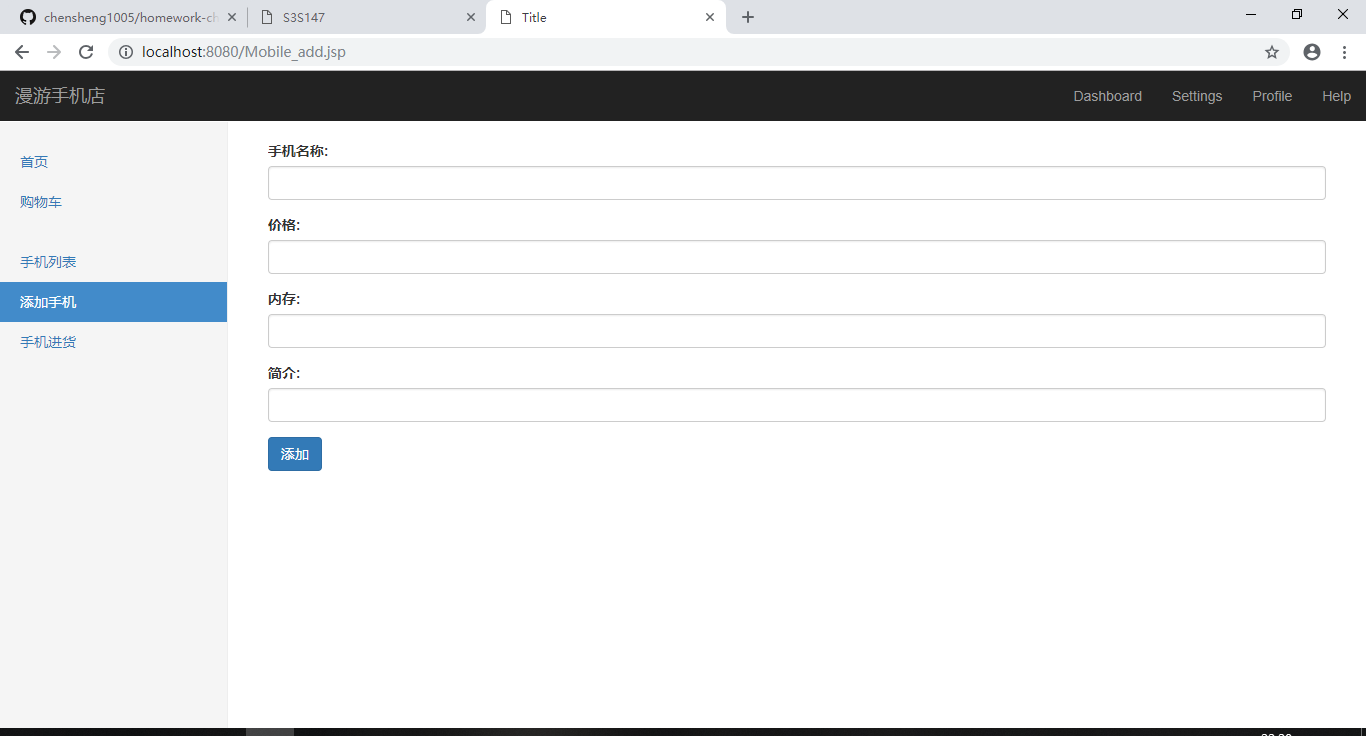 chensheng1005/homework-ch
S3S147
Title
localhost:8080/Mobile_add.jsp
漫游手机店
Dashboard
Settings
Profile
Help
首页
购物车
手机列表
添加手机
手机进货
手机名称:
价格:
内存:
简介:
添加